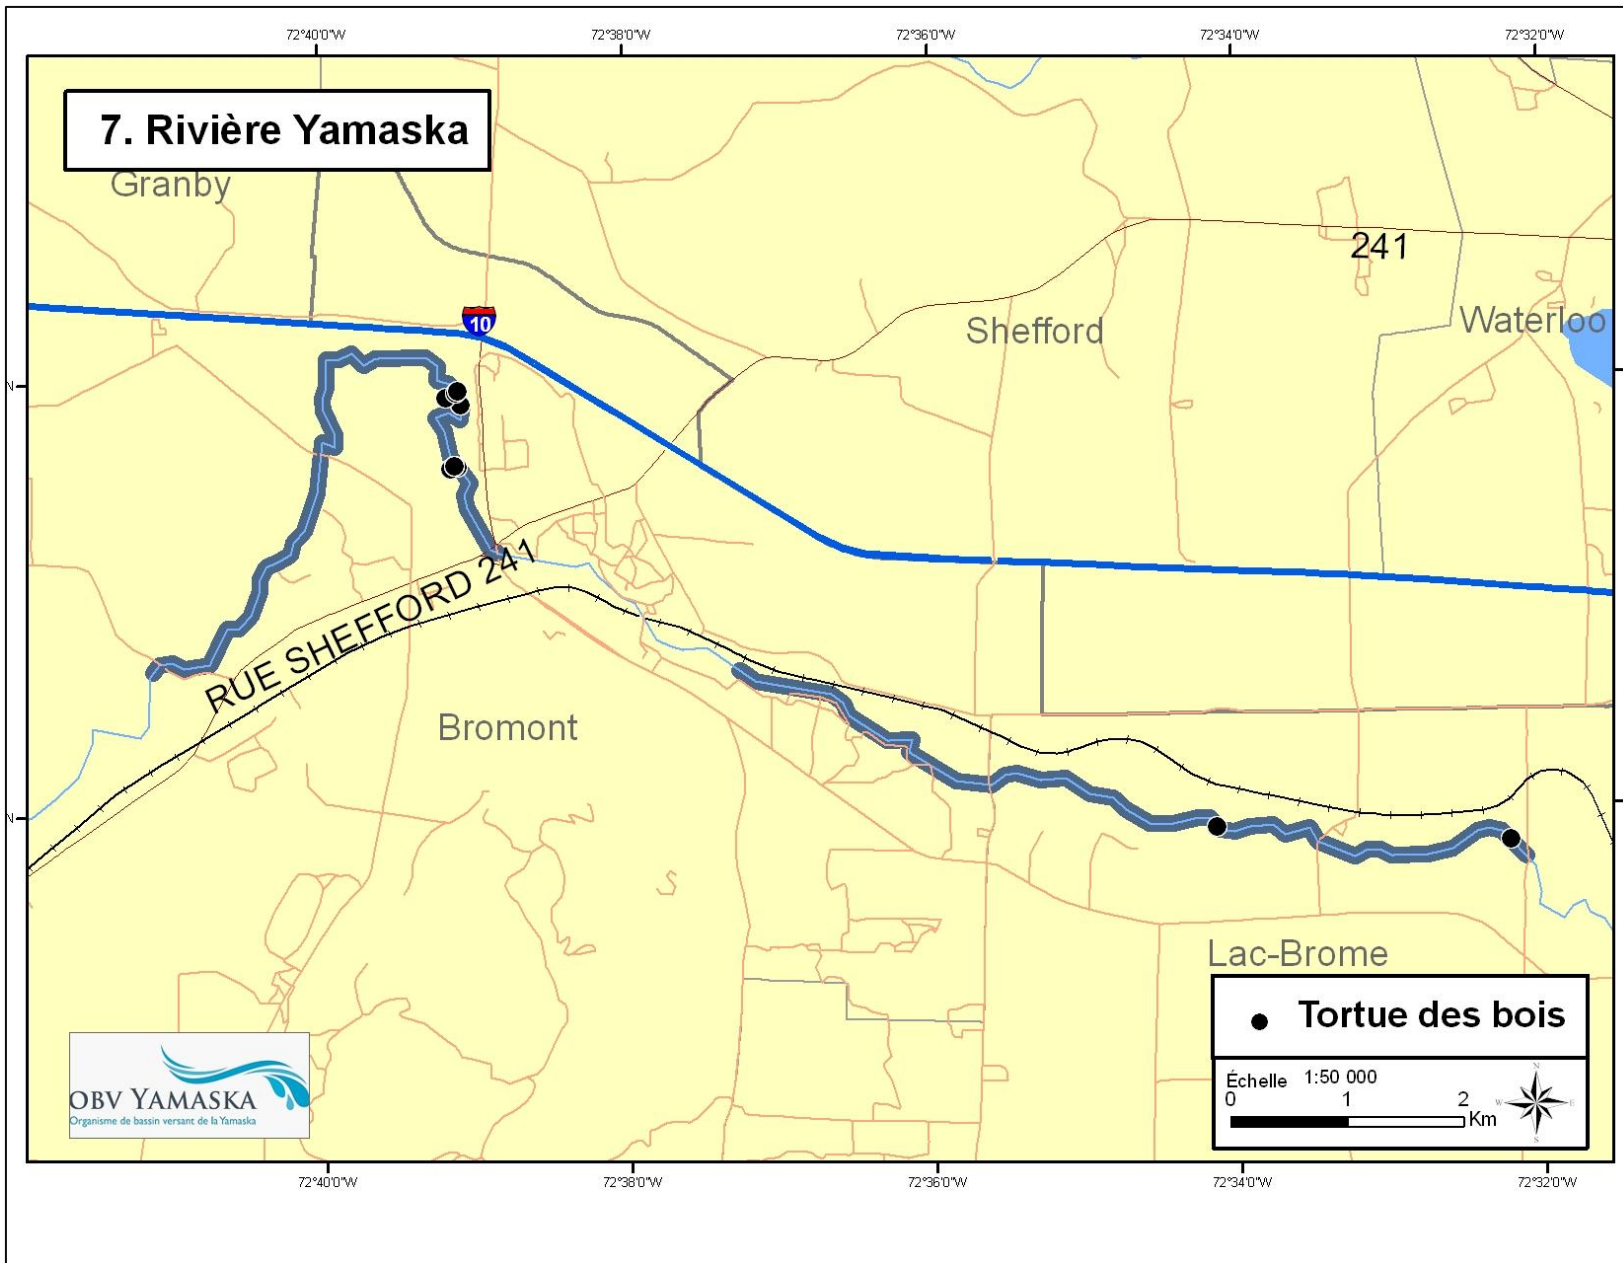 72°40'0"W
72°38'0"W
72°36'0"W
72°34'0"W
72°32'0"W
7. Rivière Yamaska
Granby
241
10
Shefford
Waterloo
N
RUE SHEFFORD 241
Bromont
N
Lac-Brome
Tortue des bois
Échelle 1:50 000
0 1 2
Km
N
W E
S
OBV YAMASKA
Organisme de bassin versant de la Yamaska
72°40'0"W
72°38'0"W
72°36'0"W
72°34'0"W
72°32'0"W